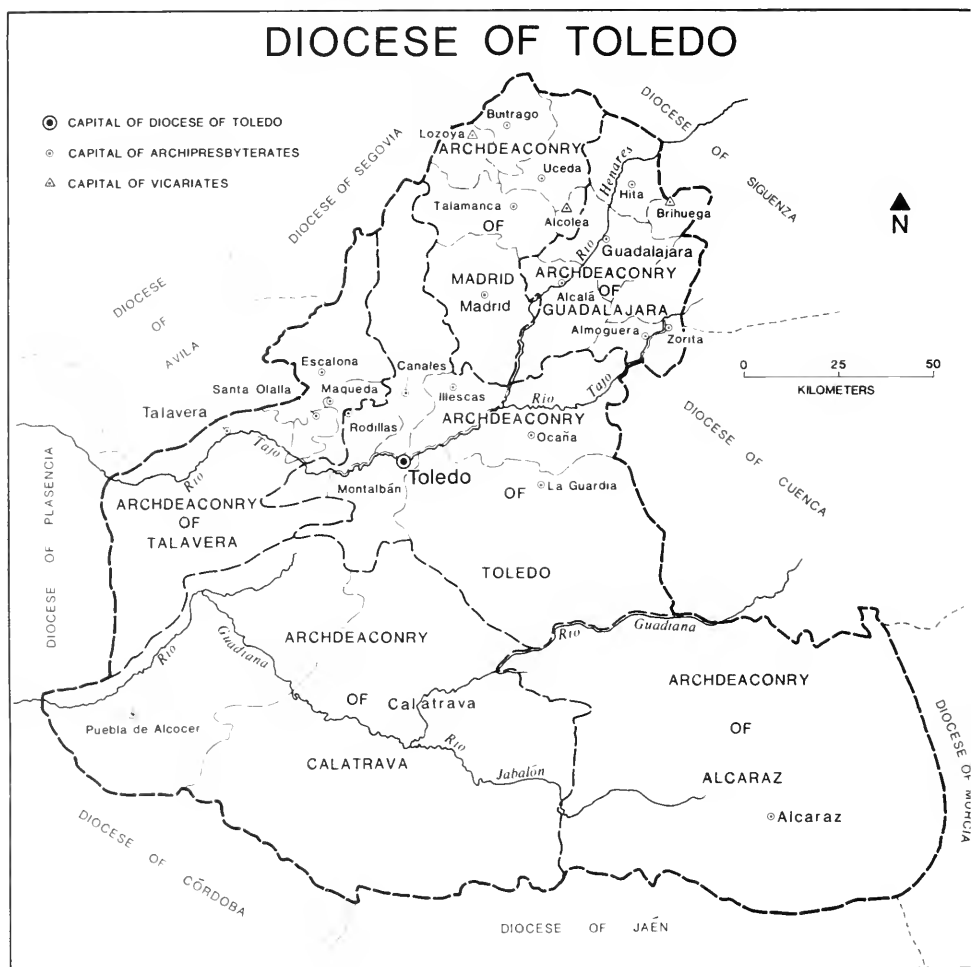 DIOCESE OF TOLEDO
CAPITAL OF DIOCESE OF TOLEDO
CAPITAL OF ARCHIPRESBYTERATES
CAPITAL OF VICARIATES
DIOCESE OF SIGUENZA
DIOCESE OF SEGOVIA
DIOCESE OF AVILA
N
Buitrago
Lozoya
ARCHDEACONRY
Uceda
Talamanca
OF
Alcolea
MADRID
Madrid
Río Henares
Hita
Brihuega
Guadalajara
ARCHDEACONRY
Alcalá
OF
GUADALAJARA
Almoguera
Zorita
0 25 50
KILOMETERS
Escalona
Canales
Santa Olalla
Maqueda
Illescas
Talavera
Rodillas
ARCHDEACONRY
Río Tajo
Ocaña
Río Tajo
Toledo
Montalbán
OF
La Guardia
TOLEDO
ARCHDEACONRY
OF
TALAVERA
DIOCESE OF PLASENCIA
DIOCESE OF CUENCA
ARCHDEACONRY
OF
CALATRAVA
Calatrava
Río Guadiana
Río Guadiana
Río Jabalón
Puebla de Alcocer
ARCHDEACONRY
OF
ALCARAZ
Alcaraz
DIOCESE OF MURCIA
DIOCESE OF CÓRDOBA
DIOCESE OF JAÉN